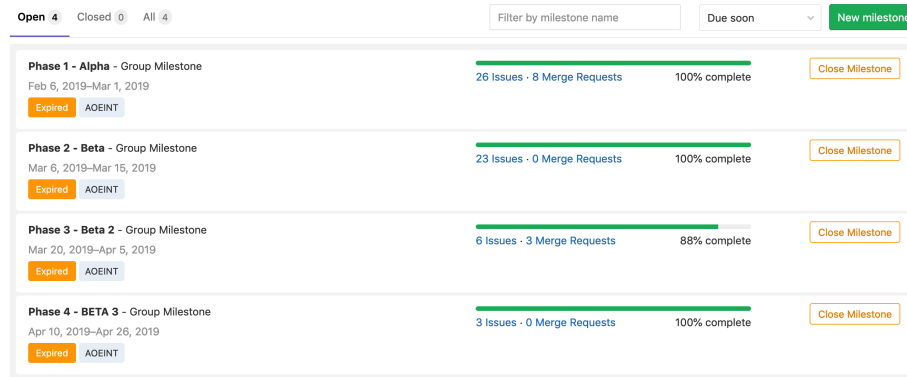 Open 4 Closed 0 All 4 Filter by milestone name Due soon New milestone
Phase 1 - Alpha - Group Milestone
26 Issues · 8 Merge Requests 100% complete Close Milestone
Feb 6, 2019–Mar 1, 2019
Expired AOEINT
Phase 2 - Beta - Group Milestone
23 Issues · 0 Merge Requests 100% complete Close Milestone
Mar 6, 2019–Mar 15, 2019
Expired AOEINT
Phase 3 - Beta 2 - Group Milestone
6 Issues · 3 Merge Requests 88% complete Close Milestone
Mar 20, 2019–Apr 5, 2019
Expired AOEINT
Phase 4 - BETA 3 - Group Milestone
3 Issues · 0 Merge Requests 100% complete Close Milestone
Apr 10, 2019–Apr 26, 2019
Expired AOEINT